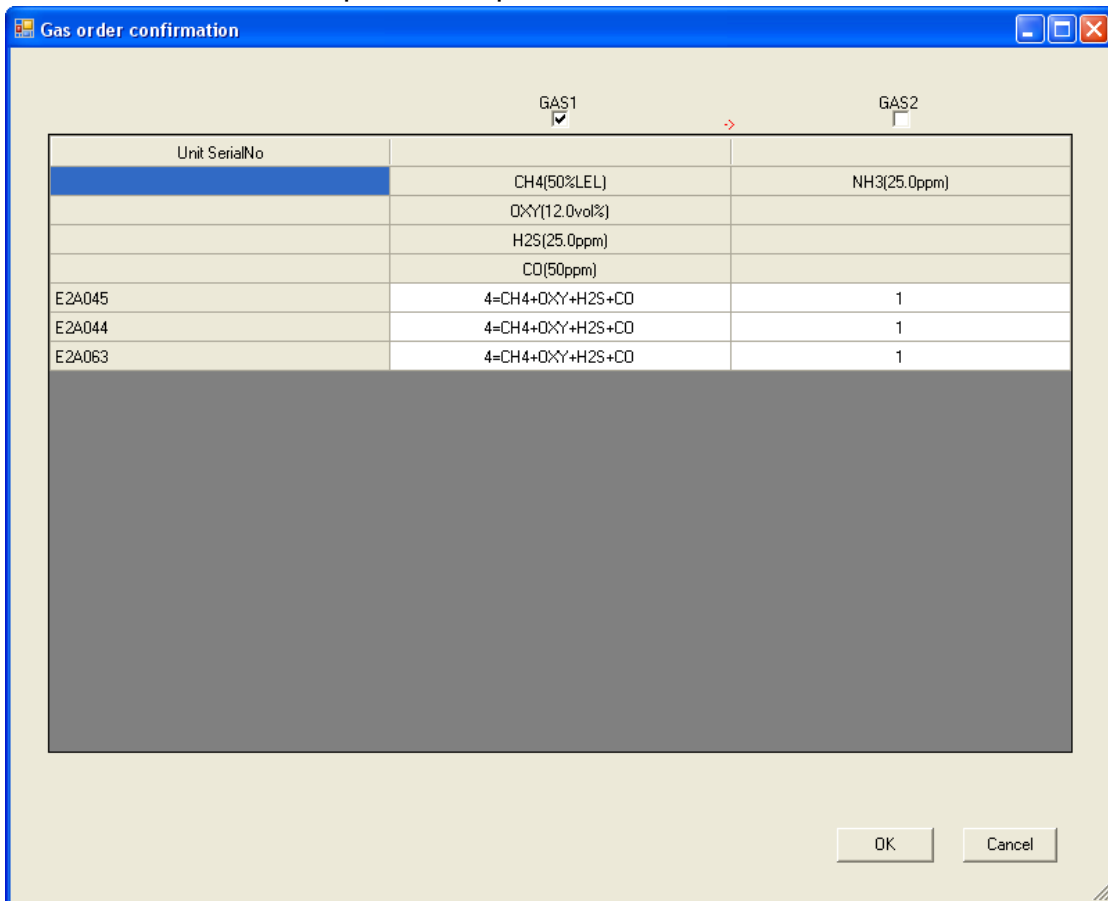 Gas order confirmation
GAS1 -> GAS2
Unit SerialNo
CH4(50%LEL) NH3(25.0ppm)
OXY(12.0vol%)
H2S(25.0ppm)
CO(50ppm)
E2A045 4=CH4+OXY+H2S+CO 1
E2A044 4=CH4+OXY+H2S+CO 1
E2A063 4=CH4+OXY+H2S+CO 1
OK Cancel